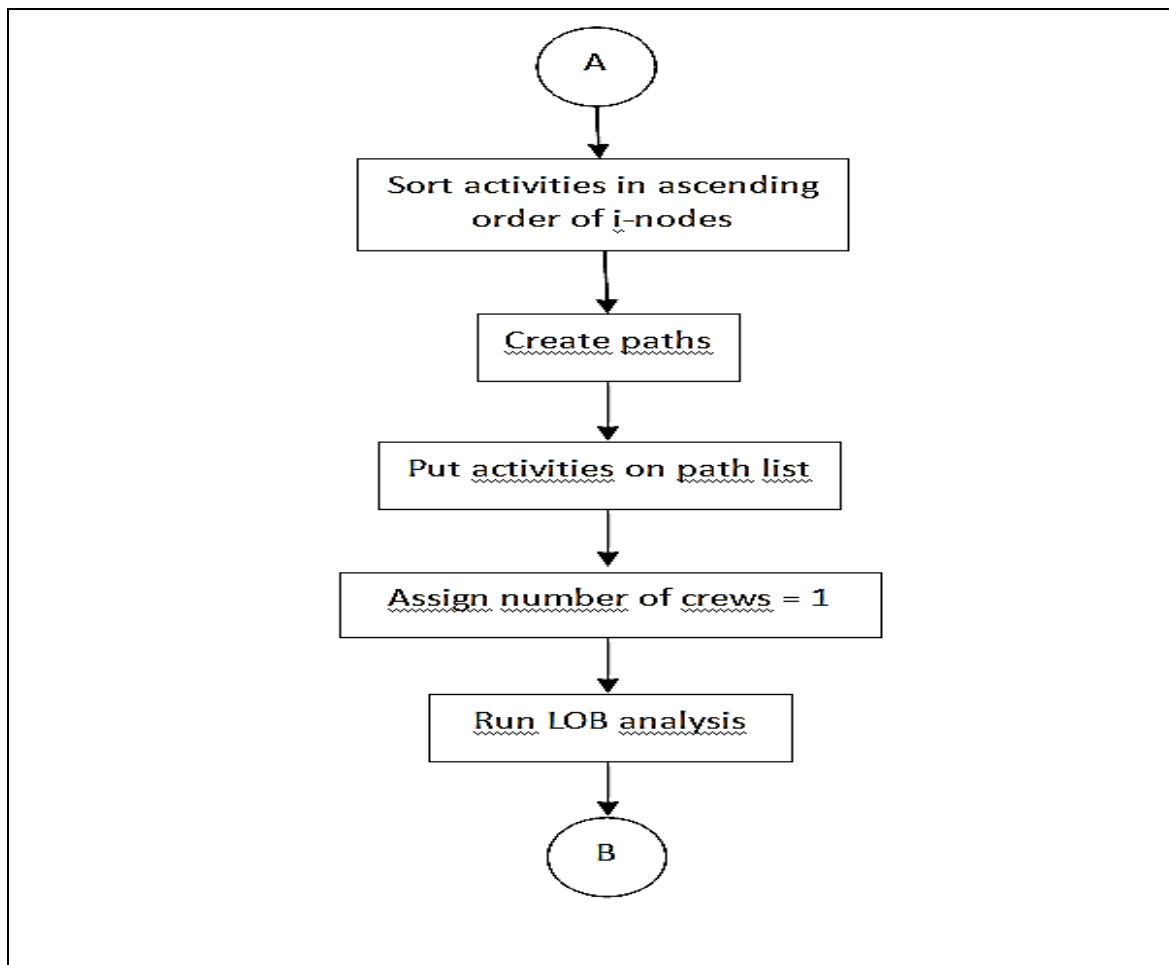 A
Sort activities in ascending
order of i-nodes
Create paths
Put activities on path list
Assign number of crews = 1
Run LOB analysis
B